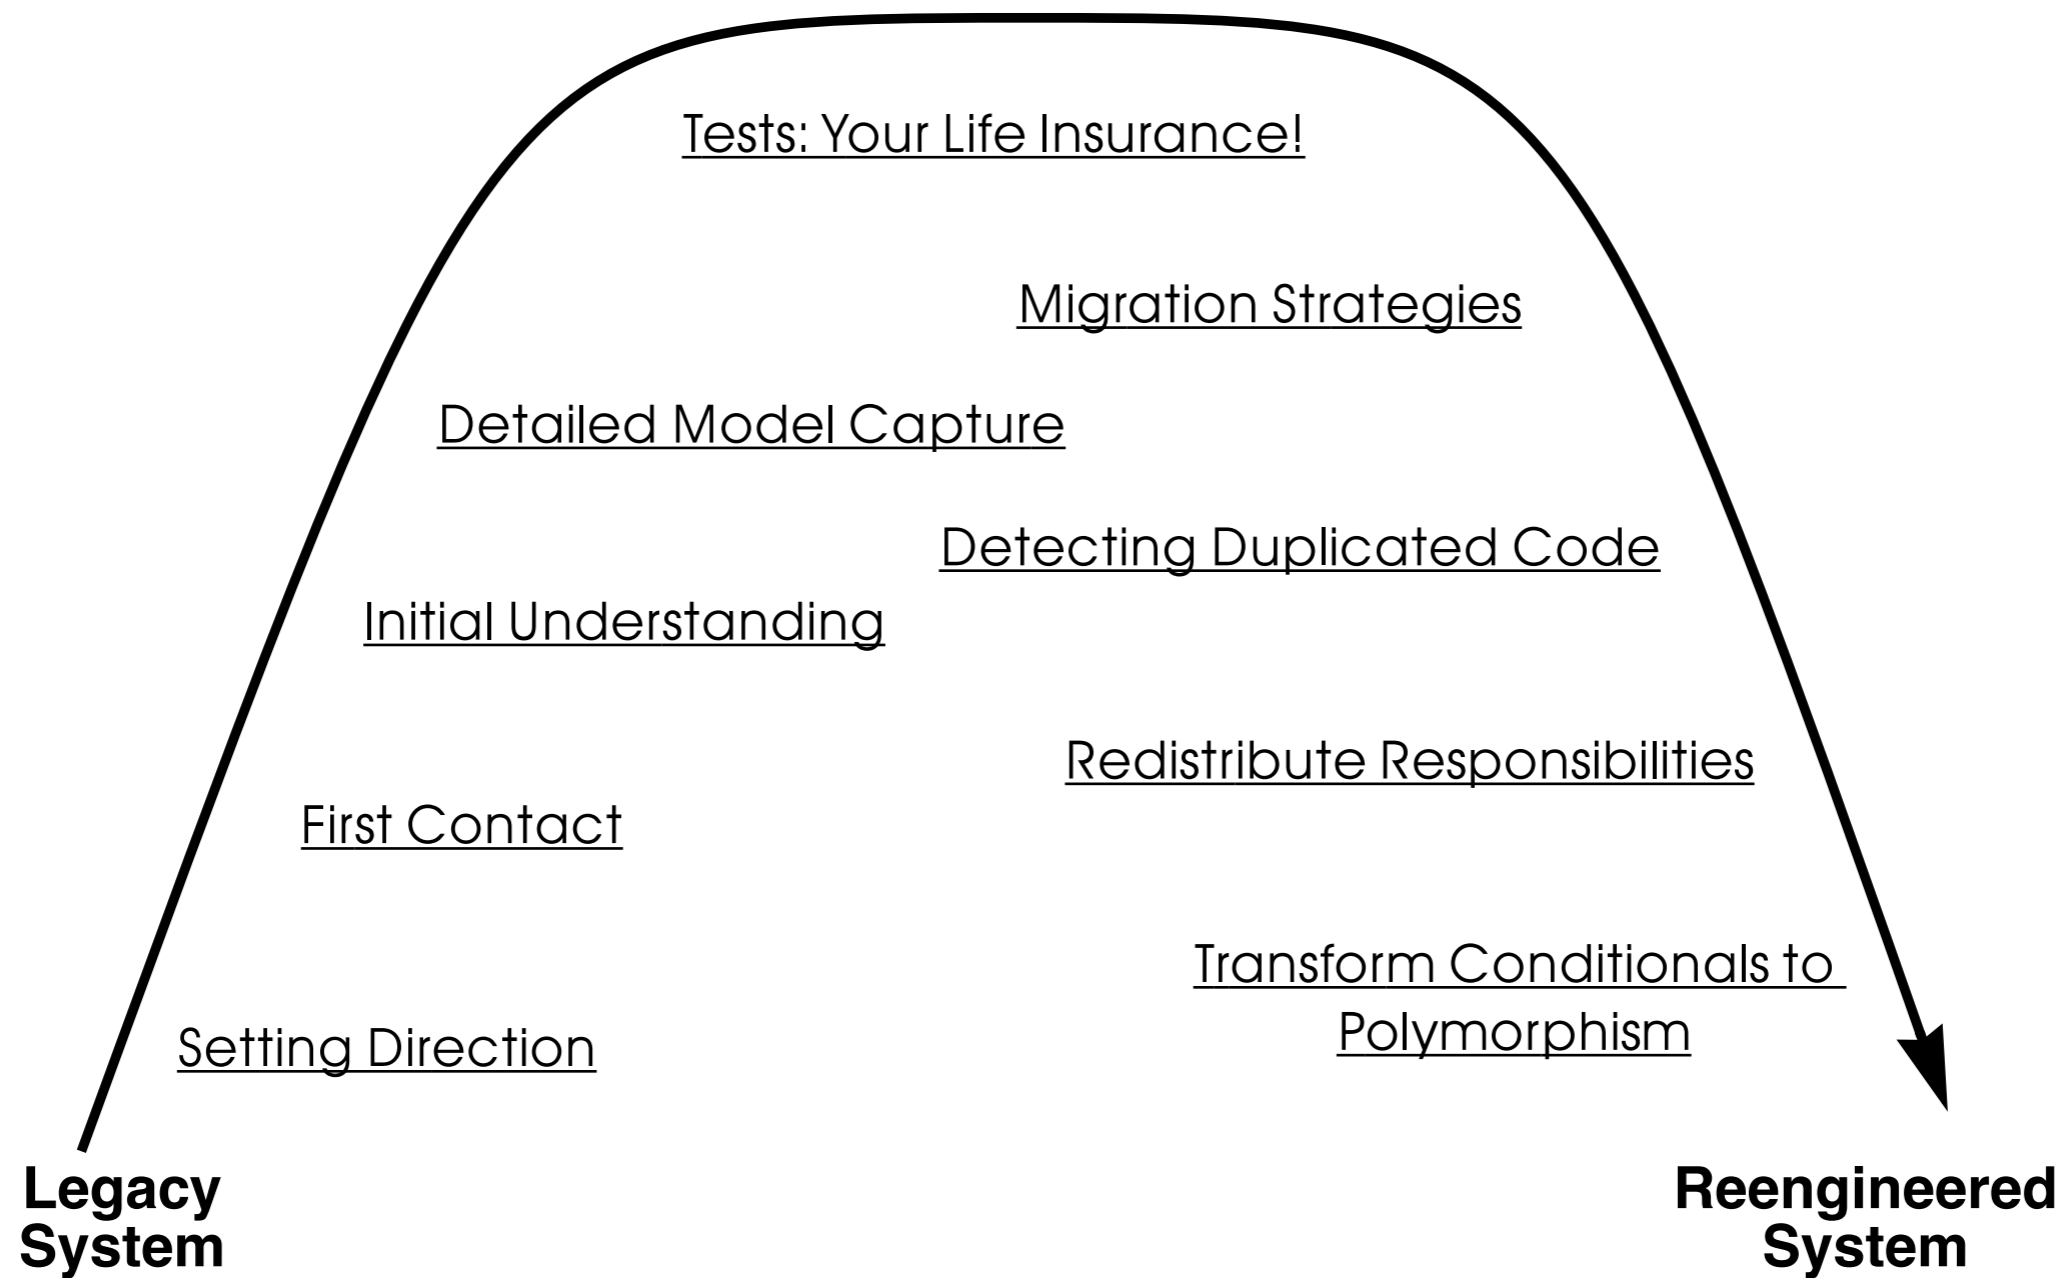 Tests: Your Life Insurance!
Migration Strategies
Detailed Model Capture
Detecting Duplicated Code
Initial Understanding
Redistribute Responsibilities
First Contact
Transform Conditionals to
Polymorphism
Setting Direction
Legacy
System
Reengineered
System